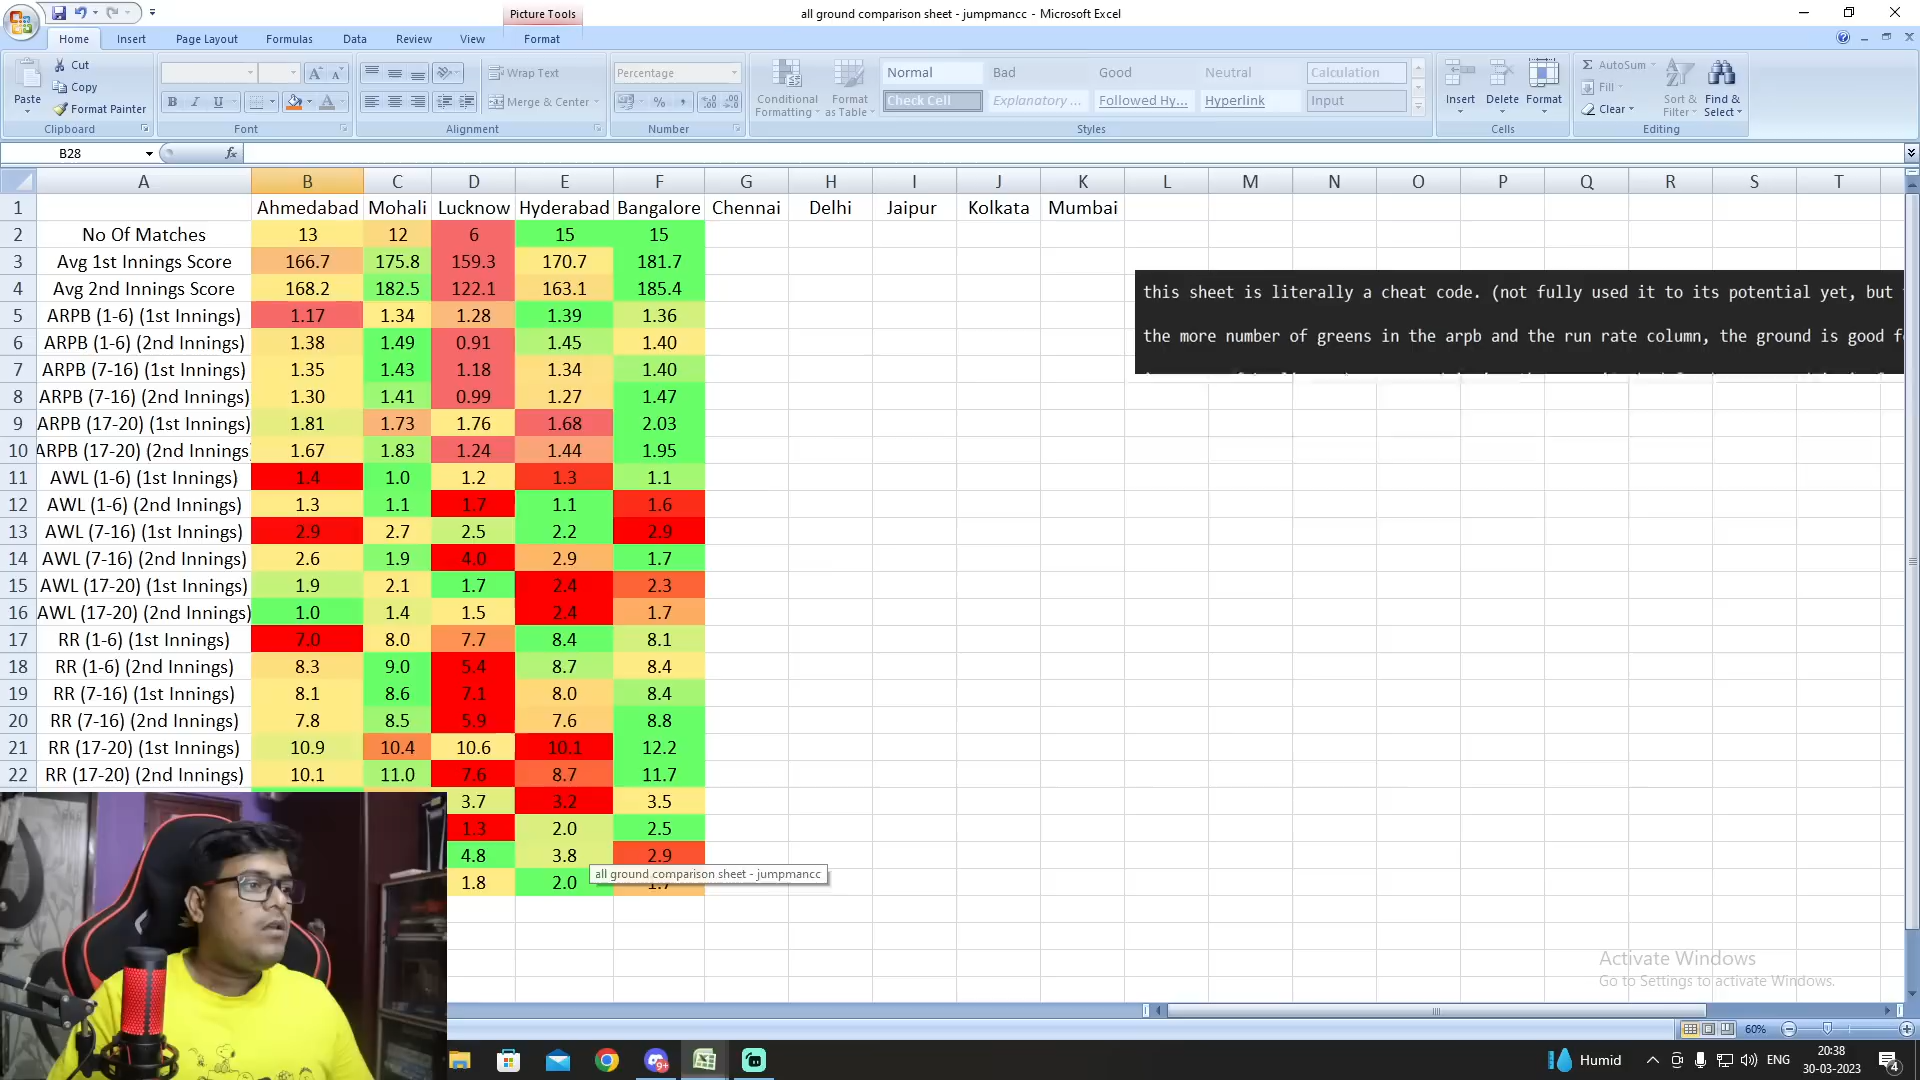 Picture Tools
all ground comparison sheet - jumpmancc - Microsoft Excel
Home Insert Page Layout Formulas Data Review View Format
Paste
Cut
Copy
Format Painter
Clipboard
B I U
Font
Wrap Text
Merge & Center
Alignment
Percentage
% ,
Number
Conditional Formatting
Format as Table
Normal Bad Good Neutral Calculation
Check Cell Explanatory ... Followed Hy... Hyperlink Input
Styles
Insert Delete Format
Cells
Σ AutoSum
Fill
Clear
Sort & Filter
Find & Select
Editing
B28
fx
A B C D E F G H I J K L M N O P Q R S T
1 Ahmedabad Mohali Lucknow Hyderabad Bangalore Chennai Delhi Jaipur Kolkata Mumbai
2 No Of Matches 13 12 6 15 15
3 Avg 1st Innings Score 166.7 175.8 159.3 170.7 181.7
4 Avg 2nd Innings Score 168.2 182.5 122.1 163.1 185.4
5 ARPB (1-6) (1st Innings) 1.17 1.34 1.28 1.39 1.36
6 ARPB (1-6) (2nd Innings) 1.38 1.49 0.91 1.45 1.40
7 ARPB (7-16) (1st Innings) 1.35 1.43 1.18 1.34 1.40
8 ARPB (7-16) (2nd Innings) 1.30 1.41 0.99 1.27 1.47
9 ARPB (17-20) (1st Innings) 1.81 1.73 1.76 1.68 2.03
10 ARPB (17-20) (2nd Innings 1.67 1.83 1.24 1.44 1.95
11 AWL (1-6) (1st Innings) 1.4 1.0 1.2 1.3 1.1
12 AWL (1-6) (2nd Innings) 1.3 1.1 1.7 1.1 1.6
13 AWL (7-16) (1st Innings) 2.9 2.7 2.5 2.2 2.9
14 AWL (7-16) (2nd Innings) 2.6 1.9 4.0 2.9 1.7
15 AWL (17-20) (1st Innings) 1.9 2.1 1.7 2.4 2.3
16 AWL (17-20) (2nd Innings) 1.0 1.4 1.5 2.4 1.7
17 RR (1-6) (1st Innings) 7.0 8.0 7.7 8.4 8.1
18 RR (1-6) (2nd Innings) 8.3 9.0 5.4 8.7 8.4
19 RR (7-16) (1st Innings) 8.1 8.6 7.1 8.0 8.4
20 RR (7-16) (2nd Innings) 7.8 8.5 5.9 7.6 8.8
21 RR (17-20) (1st Innings) 10.9 10.4 10.6 10.1 12.2
22 RR (17-20) (2nd Innings) 10.1 11.0 7.6 8.7 11.7
3.7 3.2 3.5
1.3 2.0 2.5
4.8 3.8 2.9
1.8 2.0
all ground comparison sheet - jumpmancc
this sheet is literally a cheat code. (not fully used it to its potential yet, but
the more number of greens in the arpb and the run rate column, the ground is good
Activate Windows
Go to Settings to activate Windows.
60%
9+
Humid
ENG
20:38
30-03-2023
4